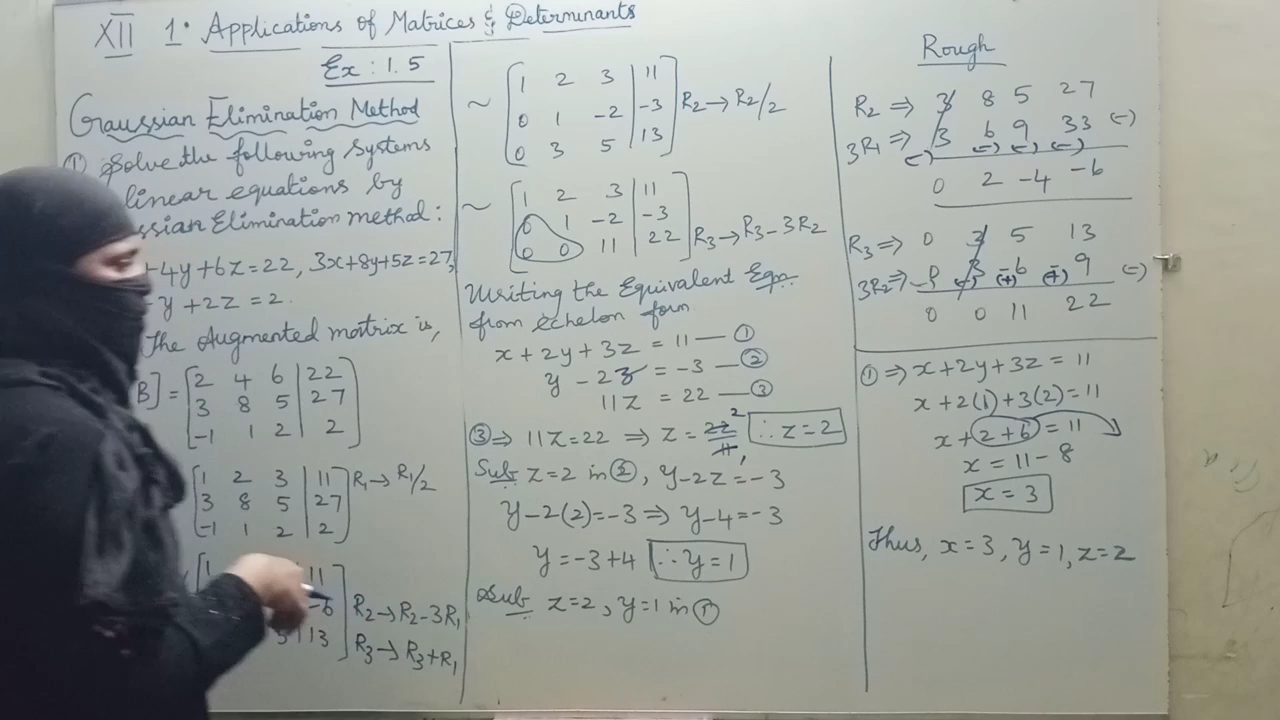 XII 1. Applications of Matrices & Determinants
Ex: 1.5
Gaussian Elimination Method
① Solve the following Systems
linear equations by
ssian Elimination method:
+4y+6z=22, 3x+8y+5z=27,
y+2z=2.
The Augmented matrix is,
B] = [2 4 6 | 22
3 8 5 | 27
-1 1 2 | 2]
[1 2 3 | 11
3 8 5 | 27
-1 1 2 | 2] R₁→R₁/2
[1 11
-6
5 | 13] R₂→R₂-3R₁
R₃→R₃+R₁
~ [1 2 3 | 11
0 1 -2 | -3
0 3 5 | 13] R₂→R₂/2
~ [1 2 3 | 11
0 1 -2 | -3
0 0 11 | 22] R₃→R₃-3R₂
Writing the Equivalent Eqn.
from echelon form
x+2y+3z = 11 — ①
y - 2z = -3 — ②
11z = 22 — ③
③ ⇒ 11z=22 ⇒ z = 22/11 2 1 ∴ z=2
Sub z=2 in ②, y-2z=-3
y-2(2)=-3 ⇒ y-4=-3
y=-3+4 ∴ y=1
Sub z=2, y=1 in ①
Rough
R₂ ⇒ 3 8 5 27
3R₁ ⇒ 3 6 9 33 (-)
(-) (-) (-) (-)
0 2 -4 -6
R₃ ⇒ 0 3 5 13
3R₂ ⇒ 0 3 -6 -9 (-)
(-) (-) (+) (+)
0 0 11 22
① ⇒ x+2y+3z = 11
x+2(1)+3(2)=11
x+2+6 = 11
x = 11-8
x = 3
Thus, x=3, y=1, z=2